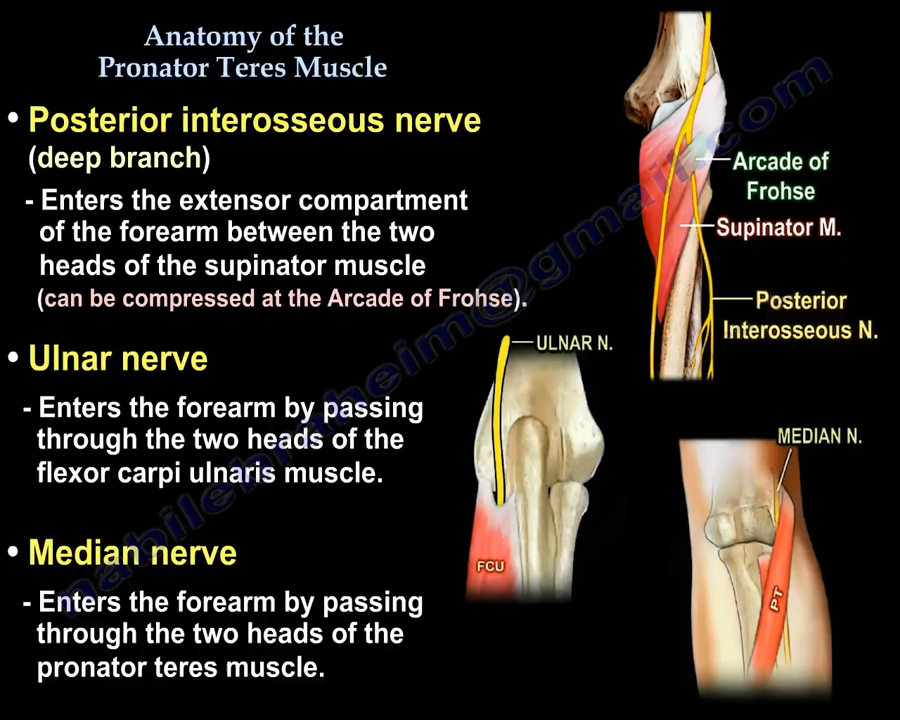 Anatomy of the
Pronator Teres Muscle
• Posterior interosseous nerve
(deep branch)
- Enters the extensor compartment
of the forearm between the two
heads of the supinator muscle
(can be compressed at the Arcade of Frohse).
• Ulnar nerve
- Enters the forearm by passing
through the two heads of the
flexor carpi ulnaris muscle.
• Median nerve
- Enters the forearm by passing
through the two heads of the
pronator teres muscle.
Arcade of
Frohse
Supinator M.
Posterior
Interosseous N.
ULNAR N.
FCU
MEDIAN N.
PT
nabilebraheim@gmail.com